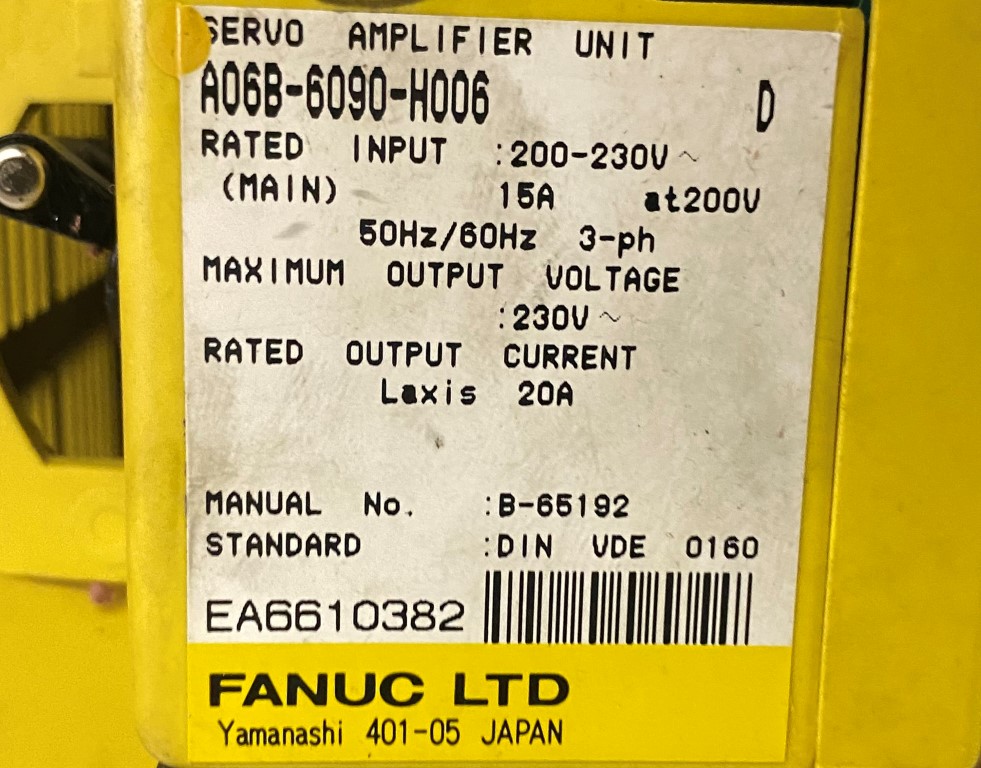 SERVO AMPLIFIER UNIT
A06B-6090-H006 D
RATED INPUT :200-230V ~
(MAIN) 15A at200V
50Hz/60Hz 3-ph
MAXIMUM OUTPUT VOLTAGE
:230V ~
RATED OUTPUT CURRENT
Laxis 20A
MANUAL No. :B-65192
STANDARD :DIN VDE 0160
EA6610382
FANUC LTD
Yamanashi 401-05 JAPAN